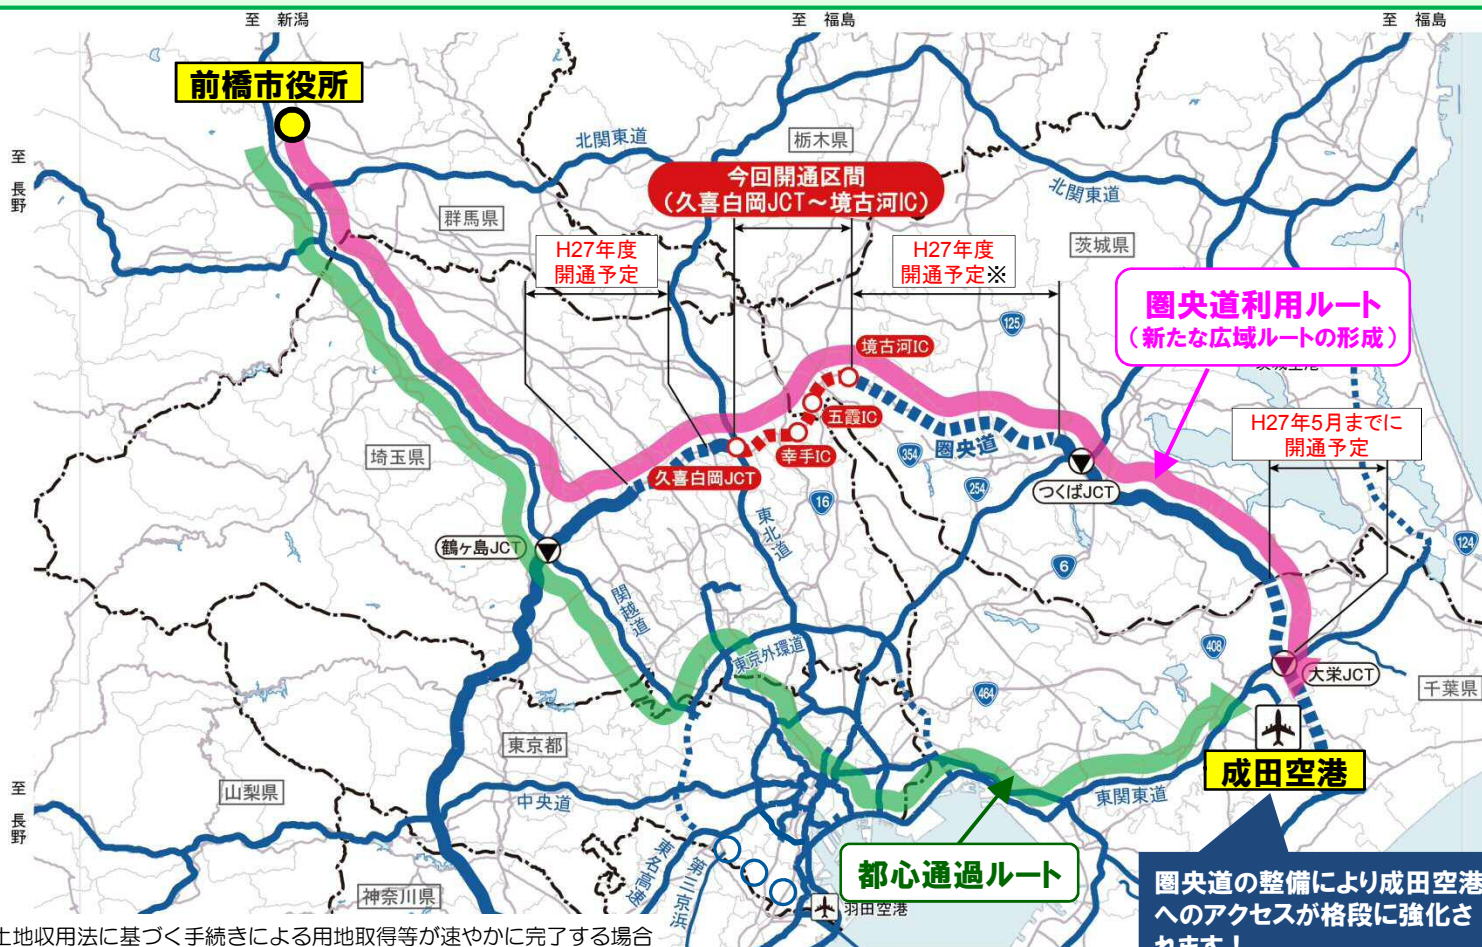 至 新潟
至 福島
至 福島
前橋市役所
至
長野
北関東道
栃木県
今回開通区間
(久喜白岡JCT～境古河IC)
北関東道
群馬県
H27年度
開通予定
H27年度
開通予定※
茨城県
圏央道利用ルート
(新たな広域ルートの形成)
125
境古河IC
五霞IC
幸手IC
久喜白岡JCT
354
圏央道
H27年5月までに
開通予定
埼玉県
254
つくばJCT
16
東北道
鶴ヶ島JCT
6
124
関越道
東京外環道
408
464
大栄JCT
千葉県
東京都
成田空港
至
長野
山梨県
中央道
東関東道
東名高速
第三京浜
都心通過ルート
神奈川県
羽田空港
圏央道の整備により成田空港
へのアクセスが格段に強化さ
れます！
土地収用法に基づく手続きによる用地取得等が速やかに完了する場合